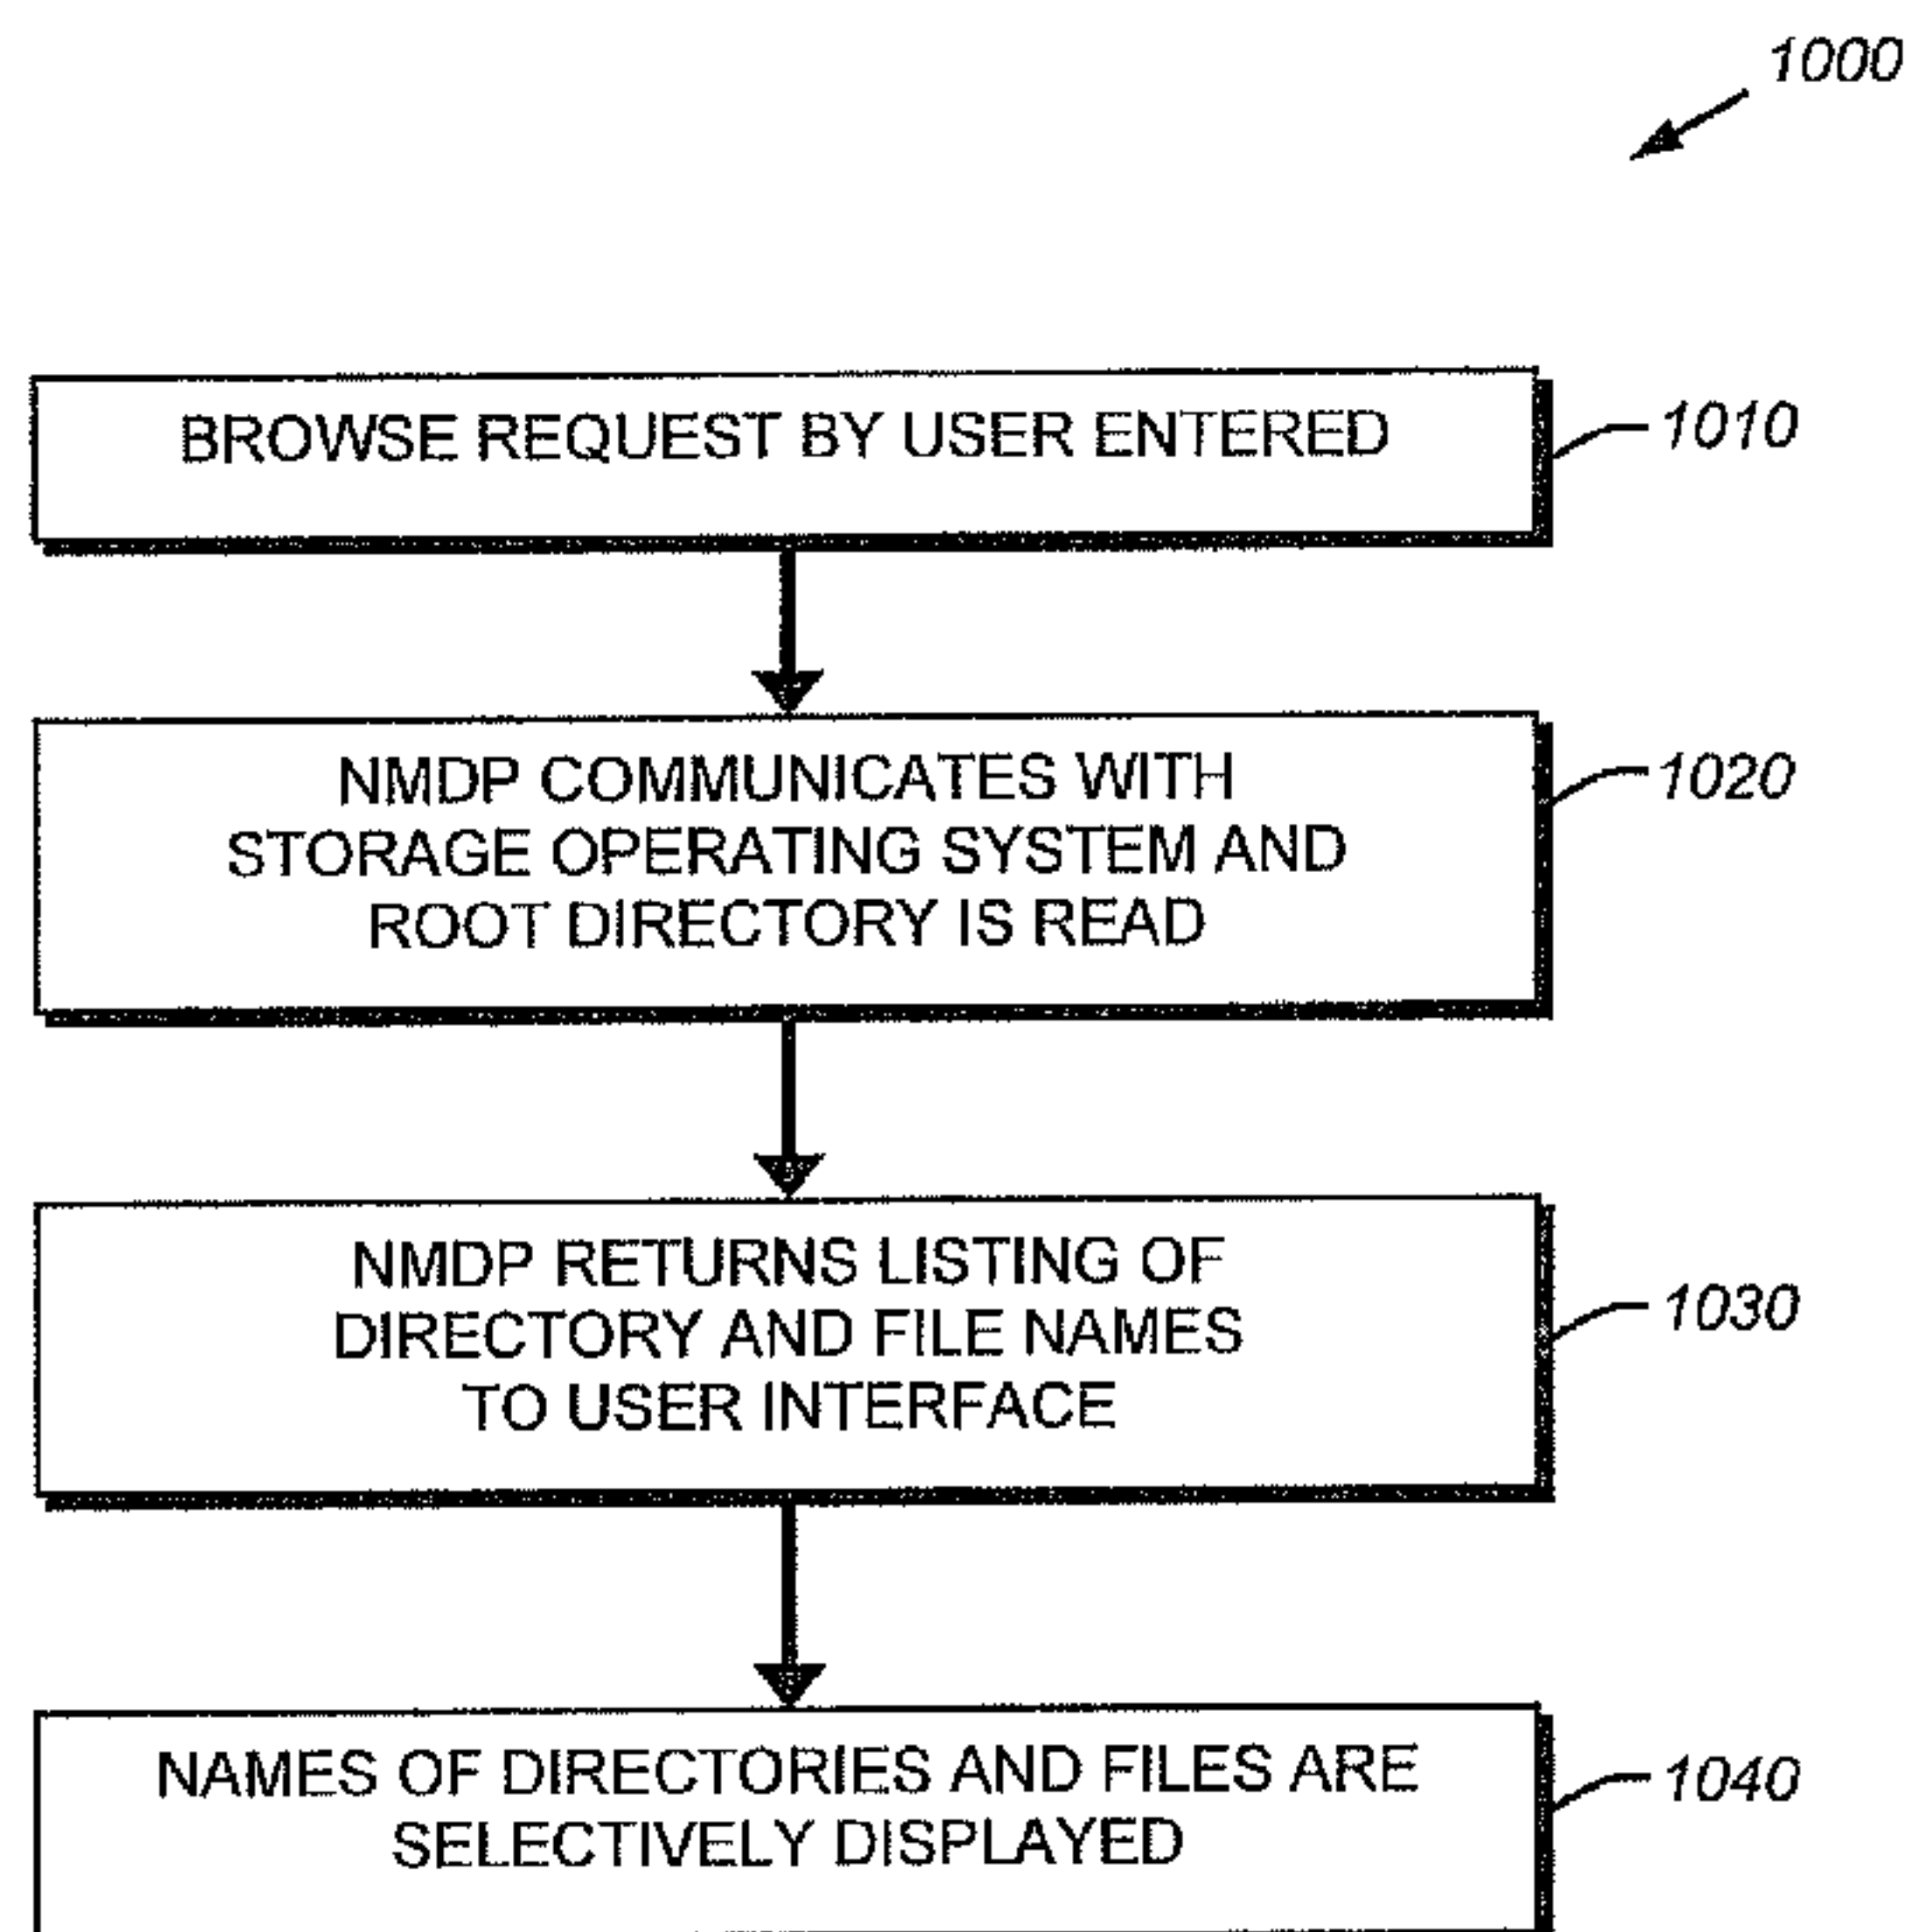 1000
BROWSE REQUEST BY USER ENTERED
1010
NMDP COMMUNICATES WITH
STORAGE OPERATING SYSTEM AND
ROOT DIRECTORY IS READ
1020
NMDP RETURNS LISTING OF
DIRECTORY AND FILE NAMES
TO USER INTERFACE
1030
NAMES OF DIRECTORIES AND FILES ARE
SELECTIVELY DISPLAYED
1040